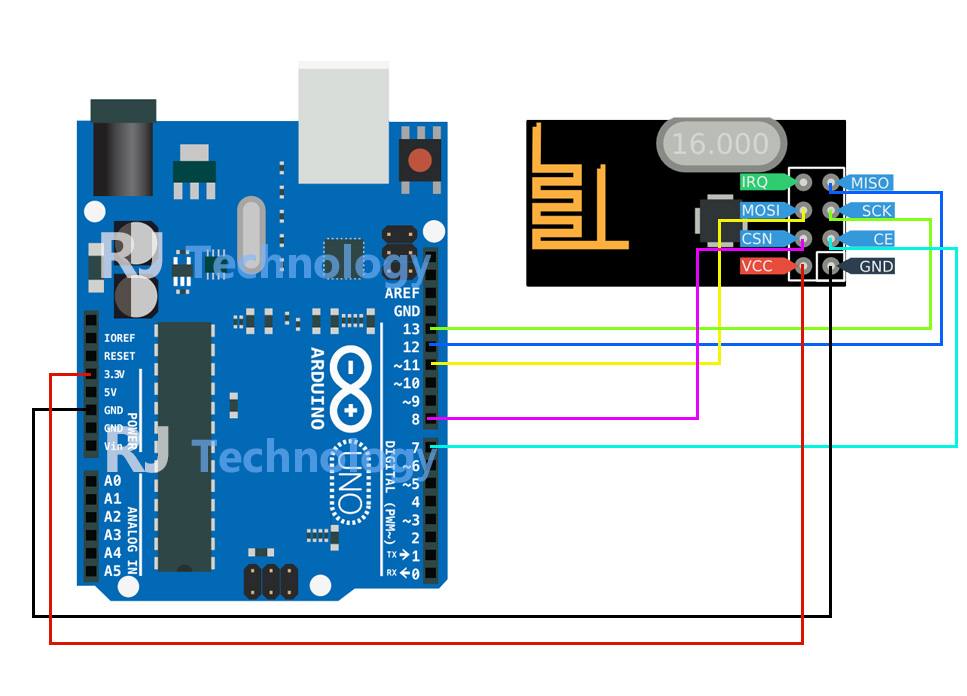 16.000
IRQ
MISO
MOSI
SCK
CSN
CE
VCC
GND
RJ Technology
AREF
GND
13
12
~11
~10
~9
8
7
~6
~5
4
~3
2
TX→1
RX←0
DIGITAL (PWM~)
IOREF
RESET
3.3V
5V
GND
GND
Vin
POWER
A0
A1
A2
A3
A4
A5
ANALOG IN
ARDUINO
UNO
RJ Technology